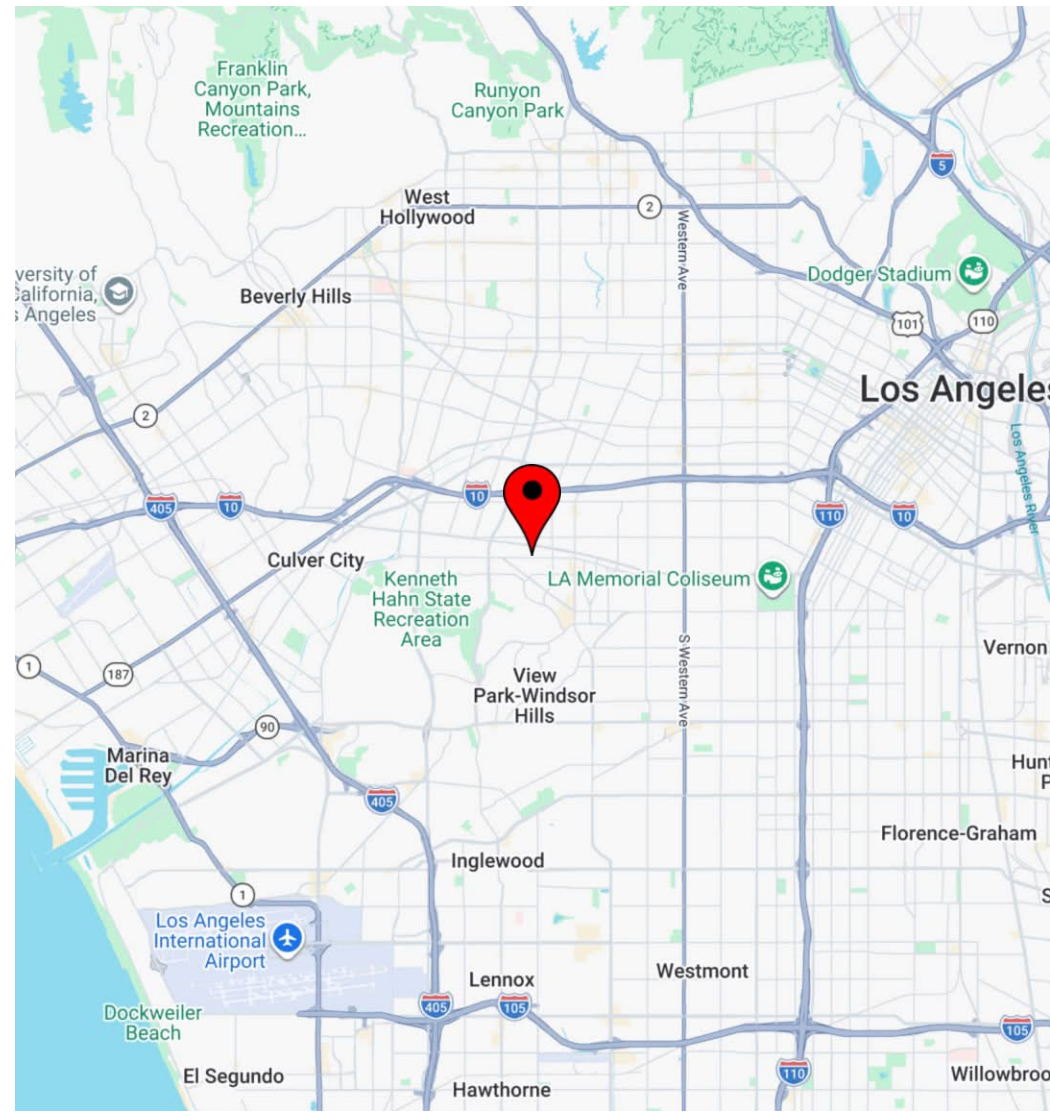 Franklin
Canyon Park,
Mountains
Recreation...
Runyon
Canyon Park
5
West
Hollywood
2
Western Ave
versity of
California,
s Angeles
Beverly Hills
Dodger Stadium
101
110
Los Angeles
2
Los Angeles River
405
10
10
110
10
Culver City
Kenneth
Hahn State
Recreation
Area
LA Memorial Coliseum
S Western Ave
Vernon
1
187
View
Park-Windsor
Hills
90
Marina
Del Rey
Hunt
P
405
Florence-Graham
Inglewood
1
S
Los Angeles
International
Airport
Westmont
Lennox
405
105
Dockweiler
Beach
105
El Segundo
110
Willowbroo
Hawthorne